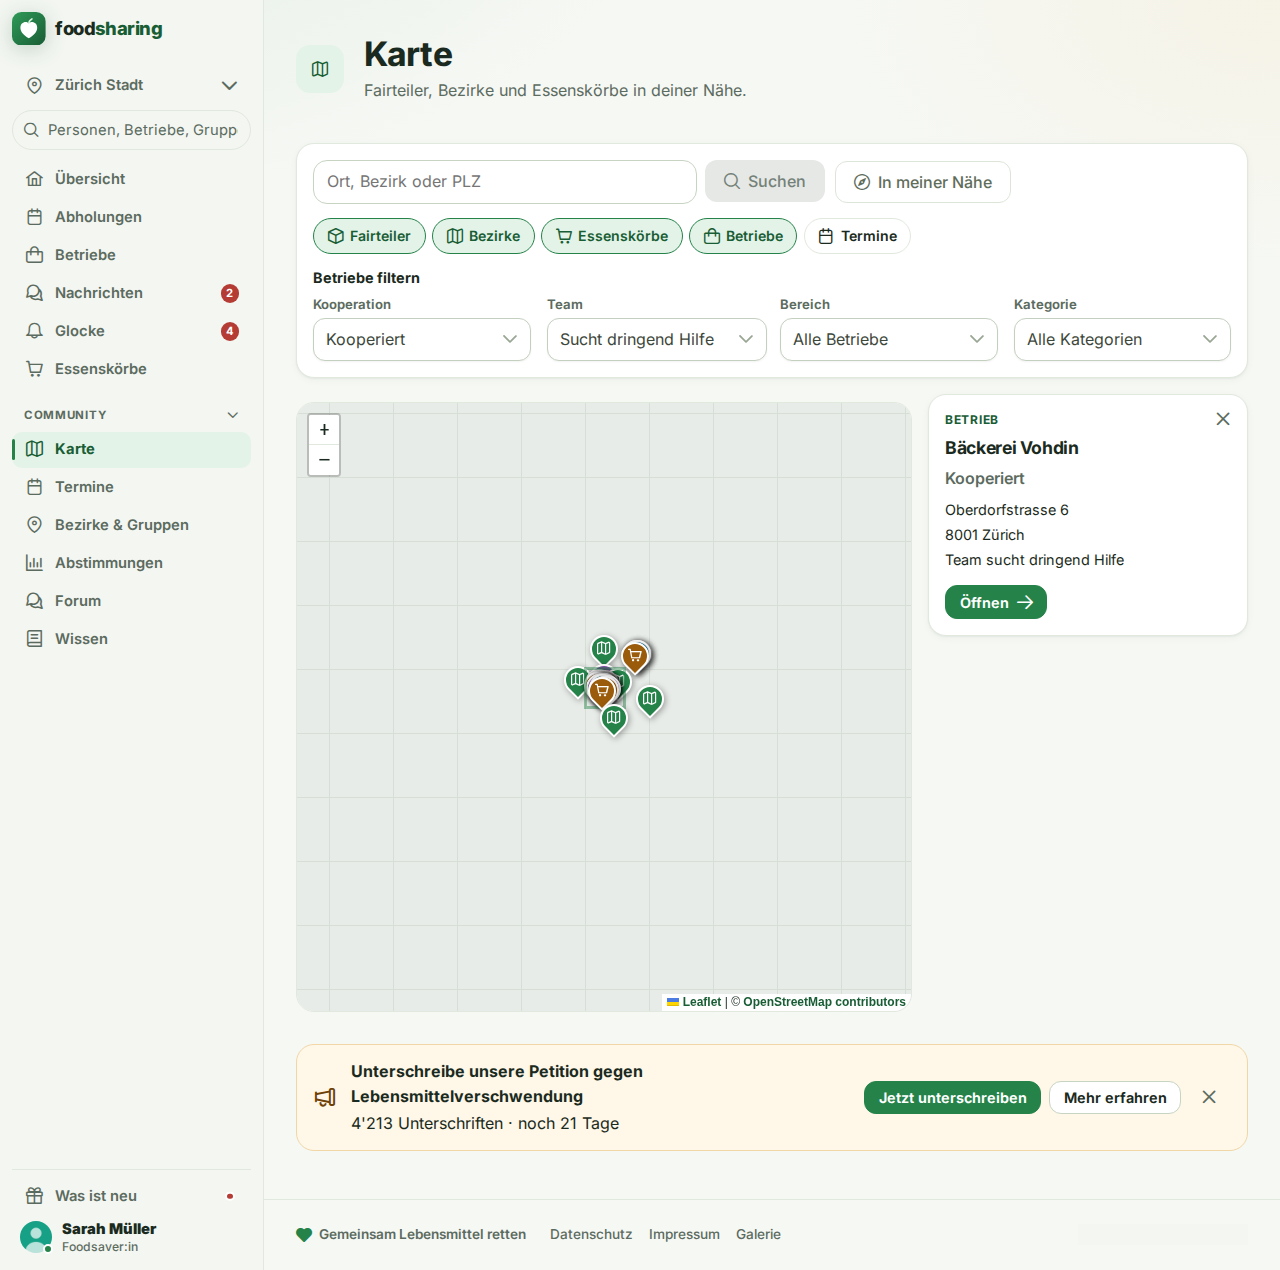 foodsharing
Zürich Stadt
Personen, Betriebe, Grupp
Übersicht
Abholungen
Betriebe
Nachrichten 2
Glocke 4
Essenskörbe
COMMUNITY
Karte
Termine
Bezirke & Gruppen
Abstimmungen
Forum
Wissen
Was ist neu
Sarah Müller
Foodsaver:in
Karte
Fairteiler, Bezirke und Essenskörbe in deiner Nähe.
Ort, Bezirk oder PLZ
Suchen
In meiner Nähe
Fairteiler
Bezirke
Essenskörbe
Betriebe
Termine
Betriebe filtern
Kooperation
Kooperiert
Team
Sucht dringend Hilfe
Bereich
Alle Betriebe
Kategorie
Alle Kategorien
+
−
Leaflet | © OpenStreetMap contributors
BETRIEB
Bäckerei Vohdin
Kooperiert
Oberdorfstrasse 6
8001 Zürich
Team sucht dringend Hilfe
Öffnen
Unterschreibe unsere Petition gegen
Lebensmittelverschwendung
4'213 Unterschriften · noch 21 Tage
Jetzt unterschreiben
Mehr erfahren
Gemeinsam Lebensmittel retten
Datenschutz
Impressum
Galerie